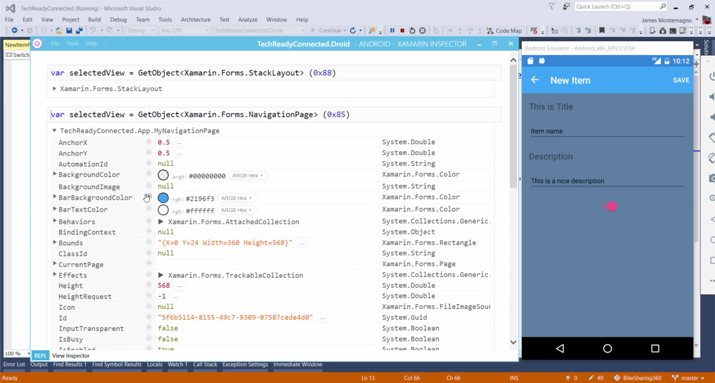 TechReadyConnected (Running) - Microsoft Visual Studio
Quick Launch (Ctrl+Q)
File Edit View Project Build Debug Team Tools Architecture Test Analyze Window Help
James Montemagno
Continue
Code Map
NewItem
Switch
File Tools Help
TechReadyConnected.Droid - ANDROID - XAMARIN INSPECTOR
var selectedView = GetObject<Xamarin.Forms.StackLayout> (0x88)
Xamarin.Forms.StackLayout
var selectedView = GetObject<Xamarin.Forms.NavigationPage> (0x85)
TechReadyConnected.App.MyNavigationPage
AnchorX 0.5 … System.Double
AnchorY 0.5 … System.Double
AutomationId null System.String
BackgroundColor argb: #00000000 ARGB Hex Xamarin.Forms.Color
BackgroundImage null System.String
BarBackgroundColor rgb: #2196f3 ARGB Hex Xamarin.Forms.Color
BarTextColor rgb: #ffffff ARGB Hex Xamarin.Forms.Color
Behaviors Xamarin.Forms.AttachedCollection System.Collections.Generic.
BindingContext null System.Object
Bounds "{X=0 Y=24 Width=360 Height=568}" … Xamarin.Forms.Rectangle
ClassId null System.String
CurrentPage Xamarin.Forms.Page
Effects Xamarin.Forms.TrackableCollection System.Collections.Generic.
Height 568 … System.Double
HeightRequest -1 … System.Double
Icon null Xamarin.Forms.FileImageSour
Id "5f6b5114-8155-49c7-9309-07587cede4d0" … System.Guid
InputTransparent false System.Boolean
IsBusy false System.Boolean
IsEnabled true System.Boolean
REPL View Inspector
Android Emulator - Android_x86_API23:5554
10:12
New Item
SAVE
This is Title
Item name
Description
This is a nice description
100 %
Error List Output Find Results 1 Find Symbol Results Locals Watch 1 Call Stack Exception Settings Immediate Window
Ln 13 Col 66 Ch 66 INS 0 49 BikeSharing360 master